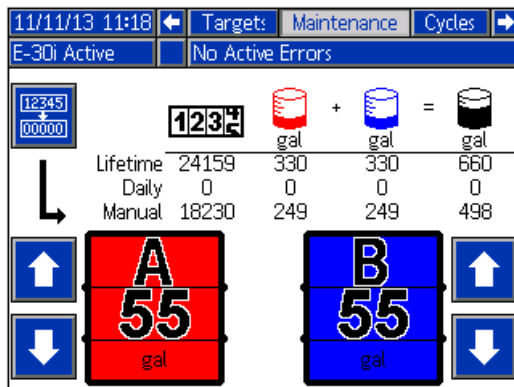 11/11/13 11:18 Targets Maintenance Cycles
E-30i Active No Active Errors
12345
00000
1234
gal + gal = gal
Lifetime 24159 330 330 660
Daily 0 0 0 0
Manual 18230 249 249 498
A B
55 55
gal gal